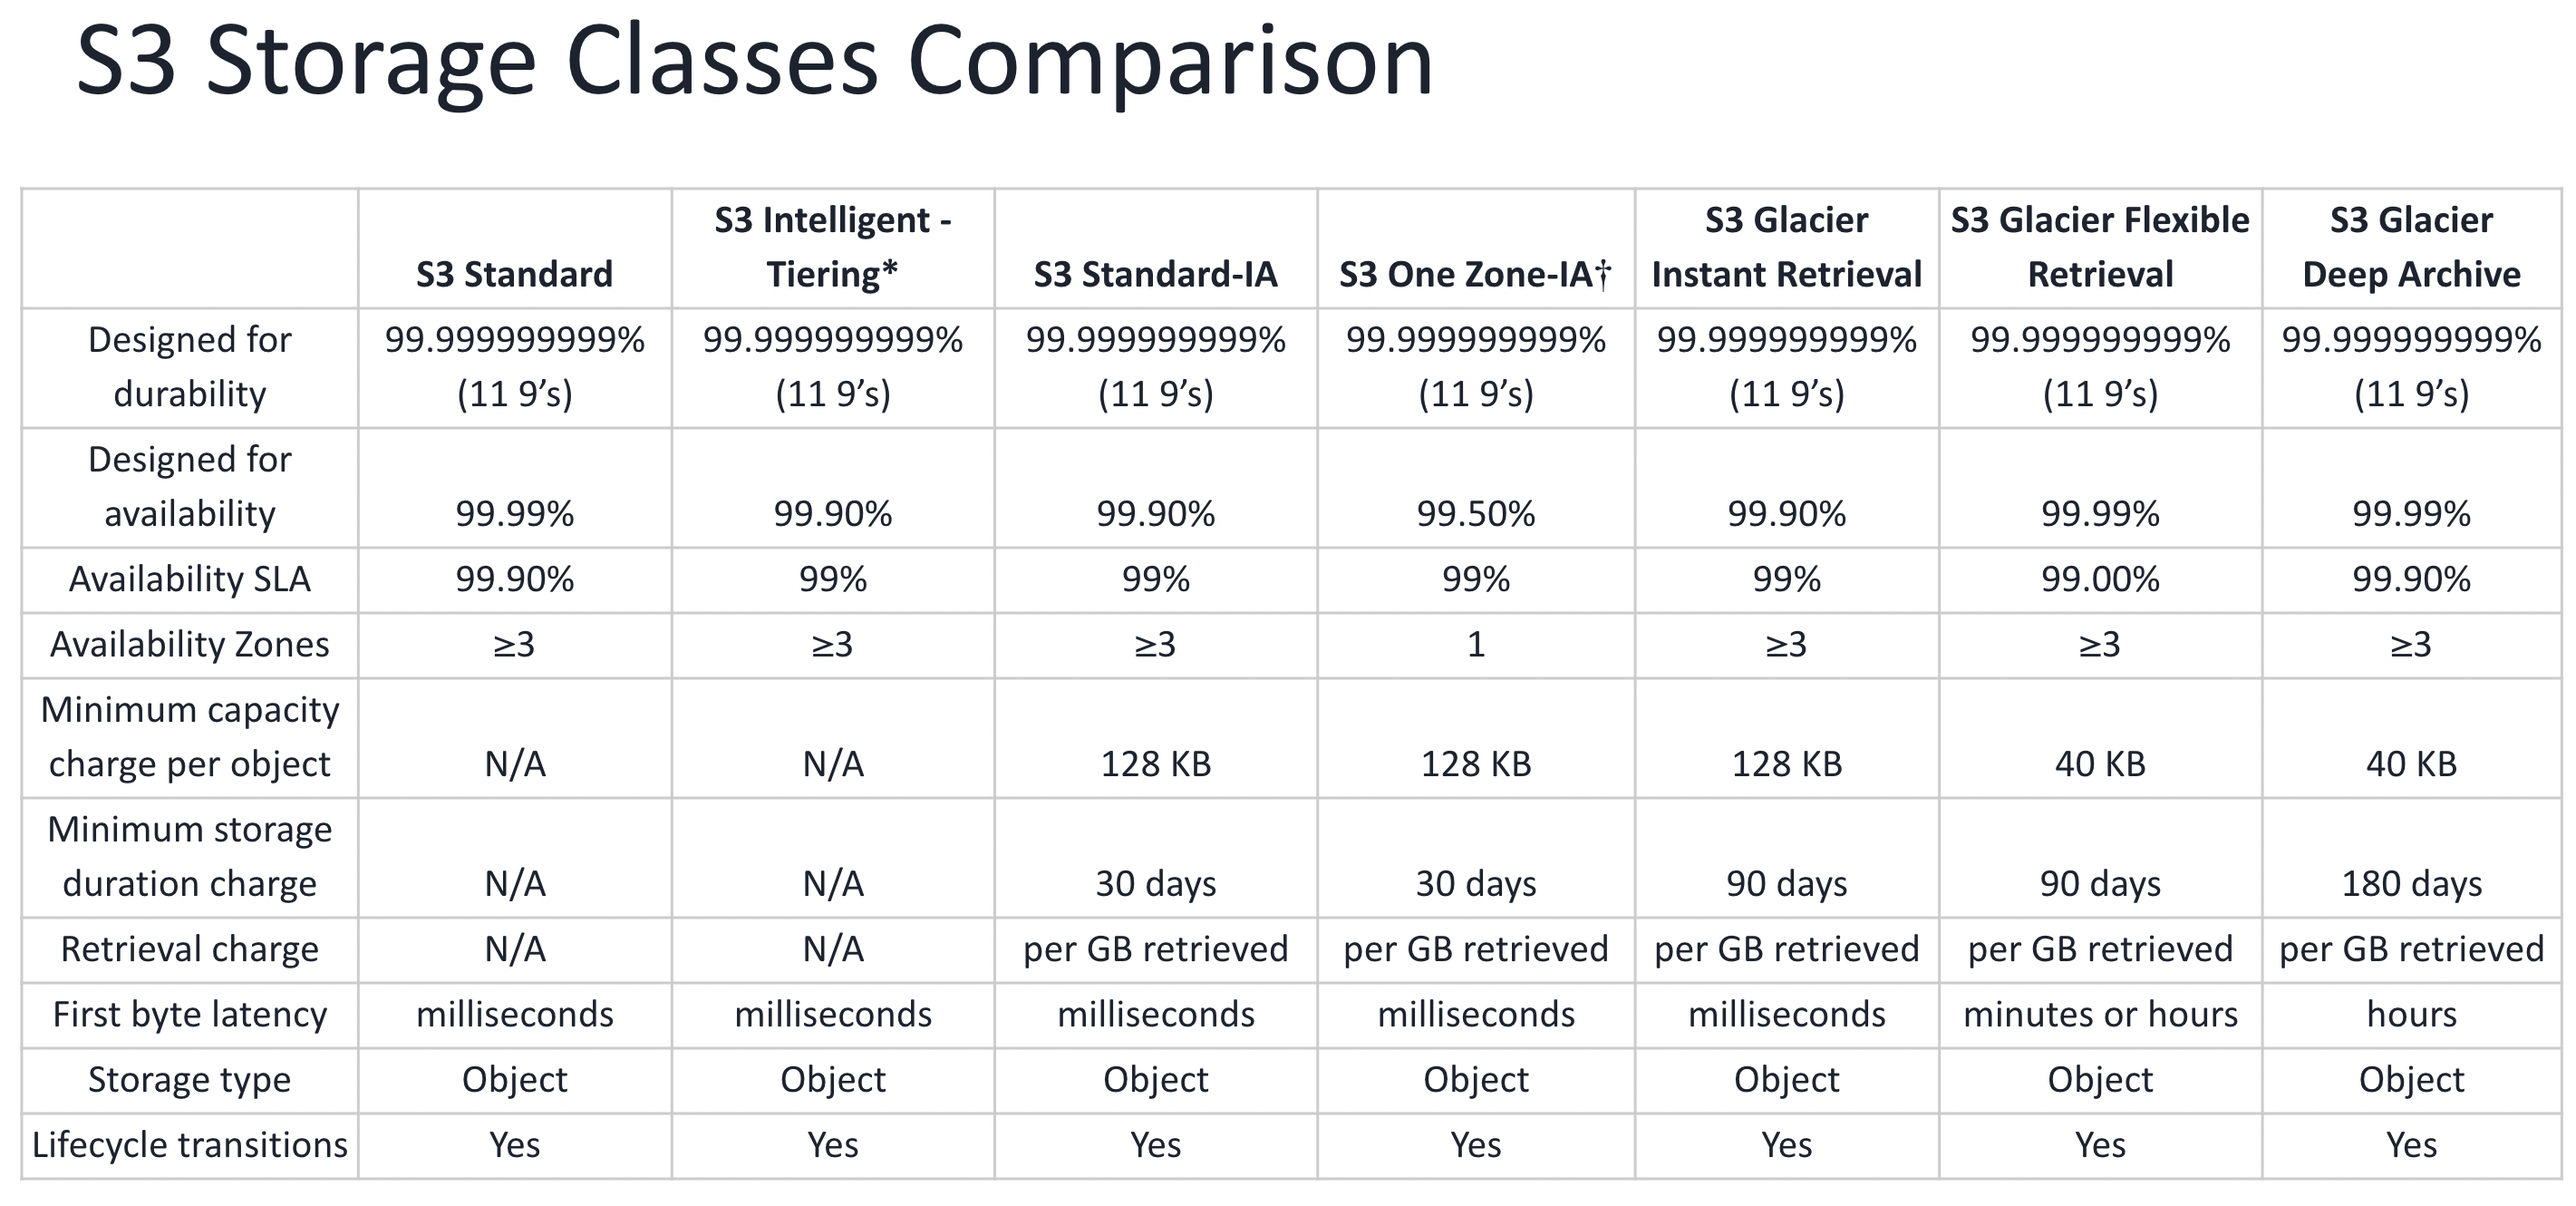 S3 Storage Classes Comparison
S3 Standard
S3 Intelligent -
Tiering*
S3 Standard-IA
S3 One Zone-IA†
S3 Glacier
Instant Retrieval
S3 Glacier Flexible
Retrieval
S3 Glacier
Deep Archive
Designed for
durability
99.999999999%
(11 9’s)
99.999999999%
(11 9’s)
99.999999999%
(11 9’s)
99.999999999%
(11 9’s)
99.999999999%
(11 9’s)
99.999999999%
(11 9’s)
99.999999999%
(11 9’s)
Designed for
availability
99.99%
99.90%
99.90%
99.50%
99.90%
99.99%
99.99%
Availability SLA
99.90%
99%
99%
99%
99%
99.00%
99.90%
Availability Zones
≥3
≥3
≥3
1
≥3
≥3
≥3
Minimum capacity
charge per object
N/A
N/A
128 KB
128 KB
128 KB
40 KB
40 KB
Minimum storage
duration charge
N/A
N/A
30 days
30 days
90 days
90 days
180 days
Retrieval charge
N/A
N/A
per GB retrieved
per GB retrieved
per GB retrieved
per GB retrieved
per GB retrieved
First byte latency
milliseconds
milliseconds
milliseconds
milliseconds
milliseconds
minutes or hours
hours
Storage type
Object
Object
Object
Object
Object
Object
Object
Lifecycle transitions
Yes
Yes
Yes
Yes
Yes
Yes
Yes